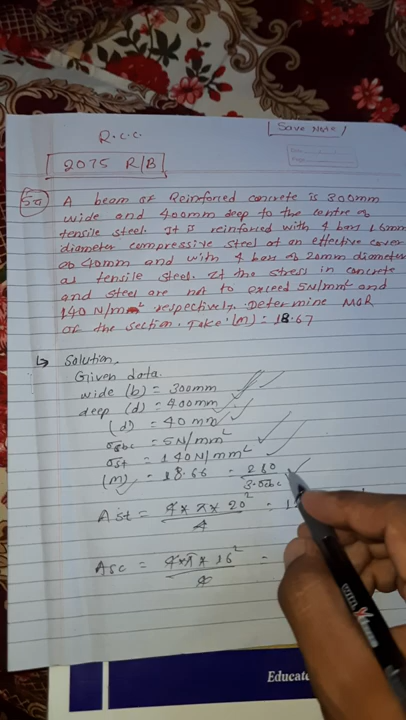 R.C.C.
Save Note
2075 R/B
A beam of Reinforced concrete is 300mm
wide and 400mm deep to the centre of
tensile steel. It is reinforced with 4 bars 16mm
diameter compressive steel at an effective cover
of 40mm and with 4 bars of 20mm diameter
as tensile steel. If the stress in concrete
and steel are not to exceed 5N/mm² and
140 N/mm² respectively. Determine MOR
of the section. Take (m) = 18.67
↳ Solution,
Given data.
wide (b) = 300mm
deep (d) = 400mm
(d') = 40 mm
σcbc = 5N/mm²
σst = 140N/mm²
(m) = 18.66 = 280/3.σcbc
Ast = 4*π*20²/4 = 1
Asc = 4*π*16²/4 =
Educate